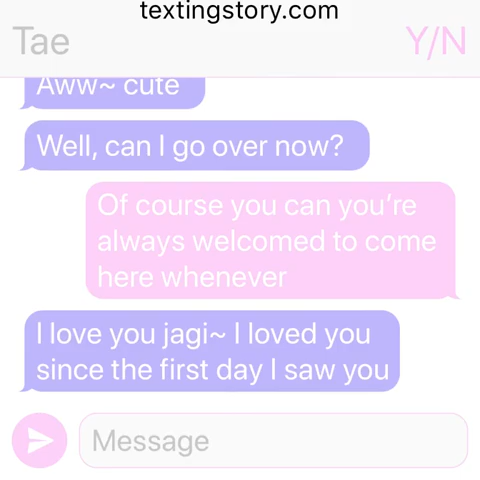 textingstory.com
Tae
Y/N
Aww~ cute
Well, can I go over now?
Of course you can you’re
always welcomed to come
here whenever
I love you jagi~ I loved you
since the first day I saw you
Message